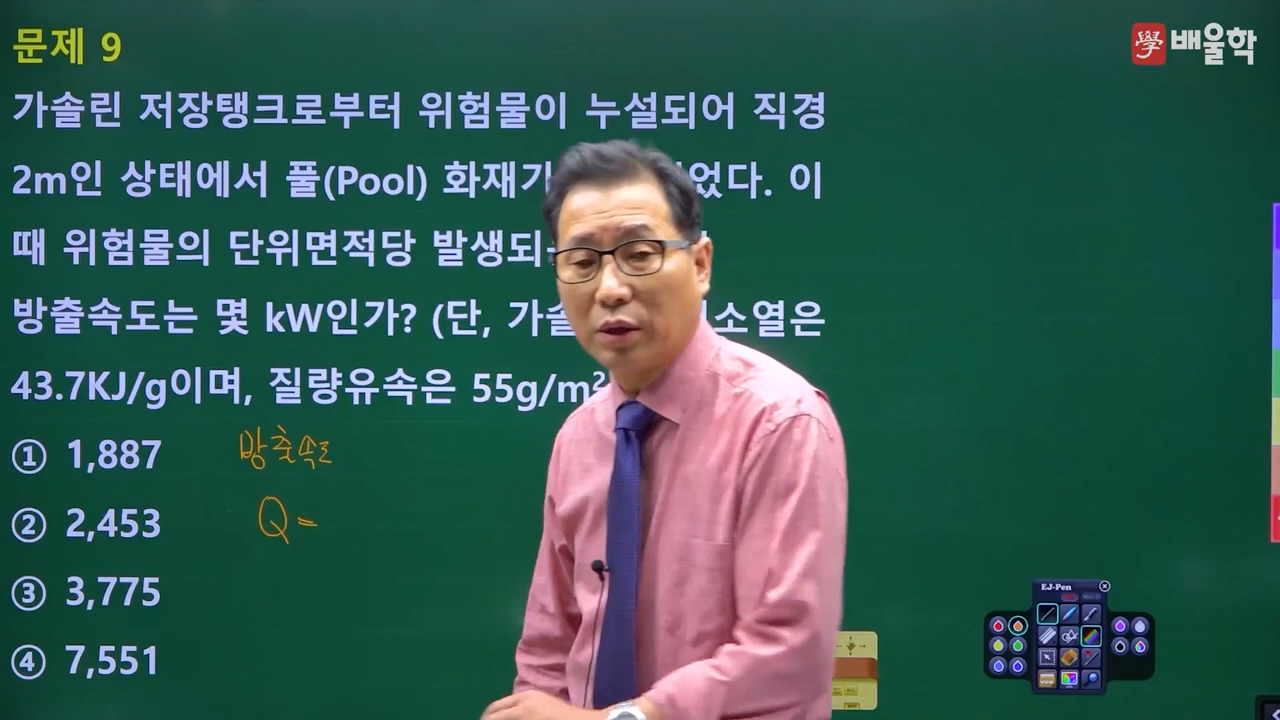 문제 9
學 배울학
가솔린 저장탱크로부터 위험물이 누설되어 직경
2m인 상태에서 풀(Pool) 화재가 었다. 이
때 위험물의 단위면적당 발생되는
방출속도는 몇 kW인가? (단, 가솔 소열은
43.7KJ/g이며, 질량유속은 55g/m²
① 1,887
방출속도
② 2,453
Q=
③ 3,775
④ 7,551
EJ-Pen